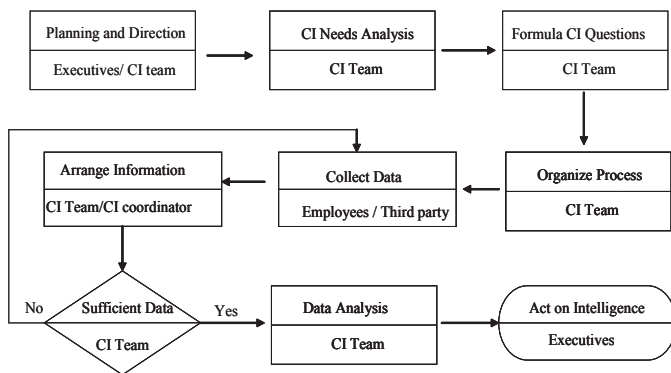 Planning and Direction
Executives/ CI team
CI Needs Analysis
CI Team
Formula CI Questions
CI Team
Organize Process
CI Team
Collect Data
Employees / Third party
Arrange Information
CI Team/CI coordinator
No
Sufficient Data
CI Team
Yes
Data Analysis
CI Team
Act on Intelligence
Executives